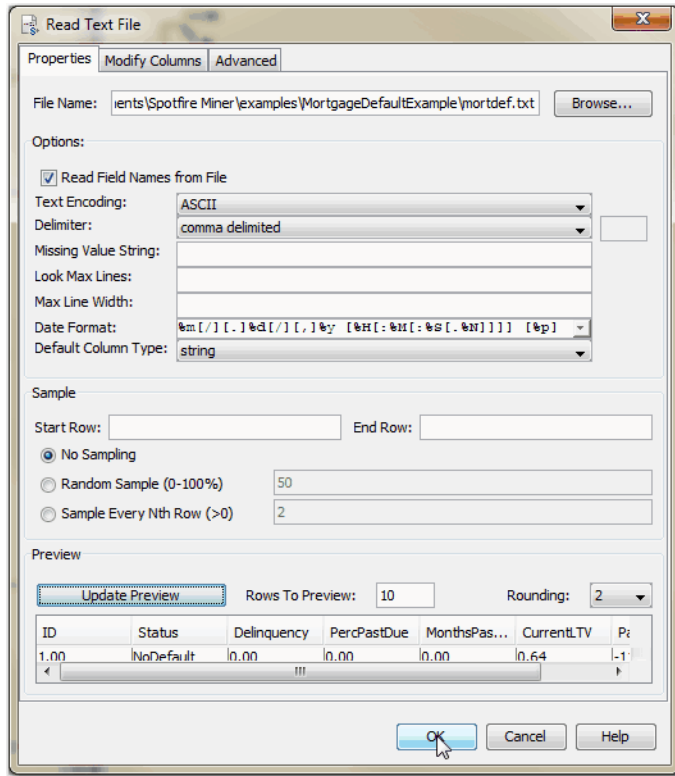 Read Text File
Properties Modify Columns Advanced
File Name: ients\Spotfire Miner\examples\MortgageDefaultExample\mortdef.txt Browse...
Options:
Read Field Names from File
Text Encoding: ASCII
Delimiter: comma delimited
Missing Value String:
Look Max Lines:
Max Line Width:
Date Format: %m[/][.]%d[/][,]%y [%H[:%M[:%S[.%N]]]] [%p]
Default Column Type: string
Sample
Start Row: End Row:
No Sampling
Random Sample (0-100%) 50
Sample Every Nth Row (>0) 2
Preview
Update Preview Rows To Preview: 10 Rounding: 2
ID Status Delinquency PercPastDue MonthsPas... CurrentLTV Pa
1.00 NoDefault 0.00 0.00 0.00 0.64 -1
OK Cancel Help